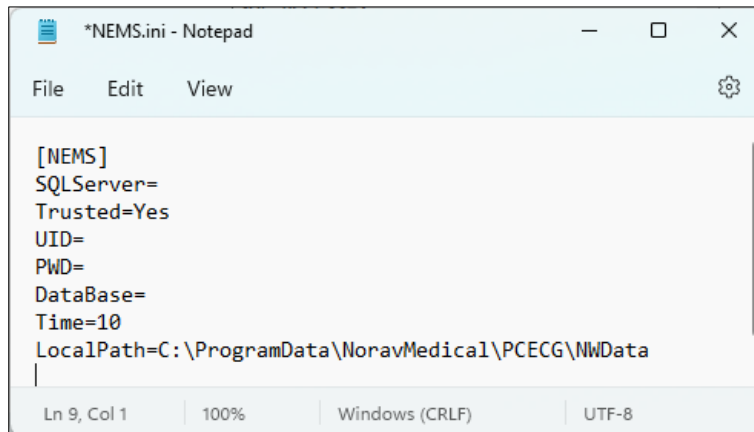 *NEMS.ini - Notepad
File Edit View
[NEMS]
SQLServer=
Trusted=Yes
UID=
PWD=
DataBase=
Time=10
LocalPath=C:\ProgramData\NoravMedical\PCECG\NWData
Ln 9, Col 1 100% Windows (CRLF) UTF-8